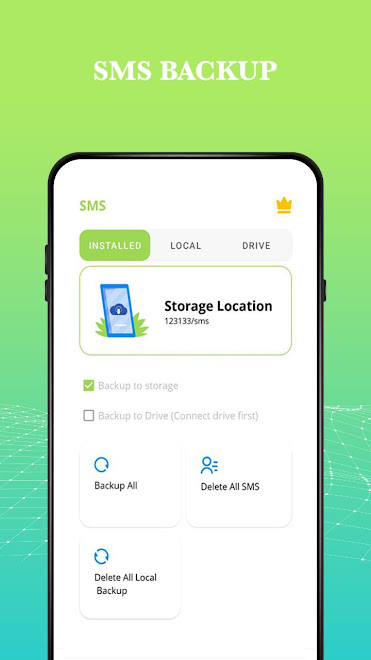 SMS BACKUP
SMS
INSTALLED LOCAL DRIVE
Storage Location
123133/sms
Backup to storage
Backup to Drive (Connect drive first)
Backup All
Delete All SMS
Delete All Local
Backup